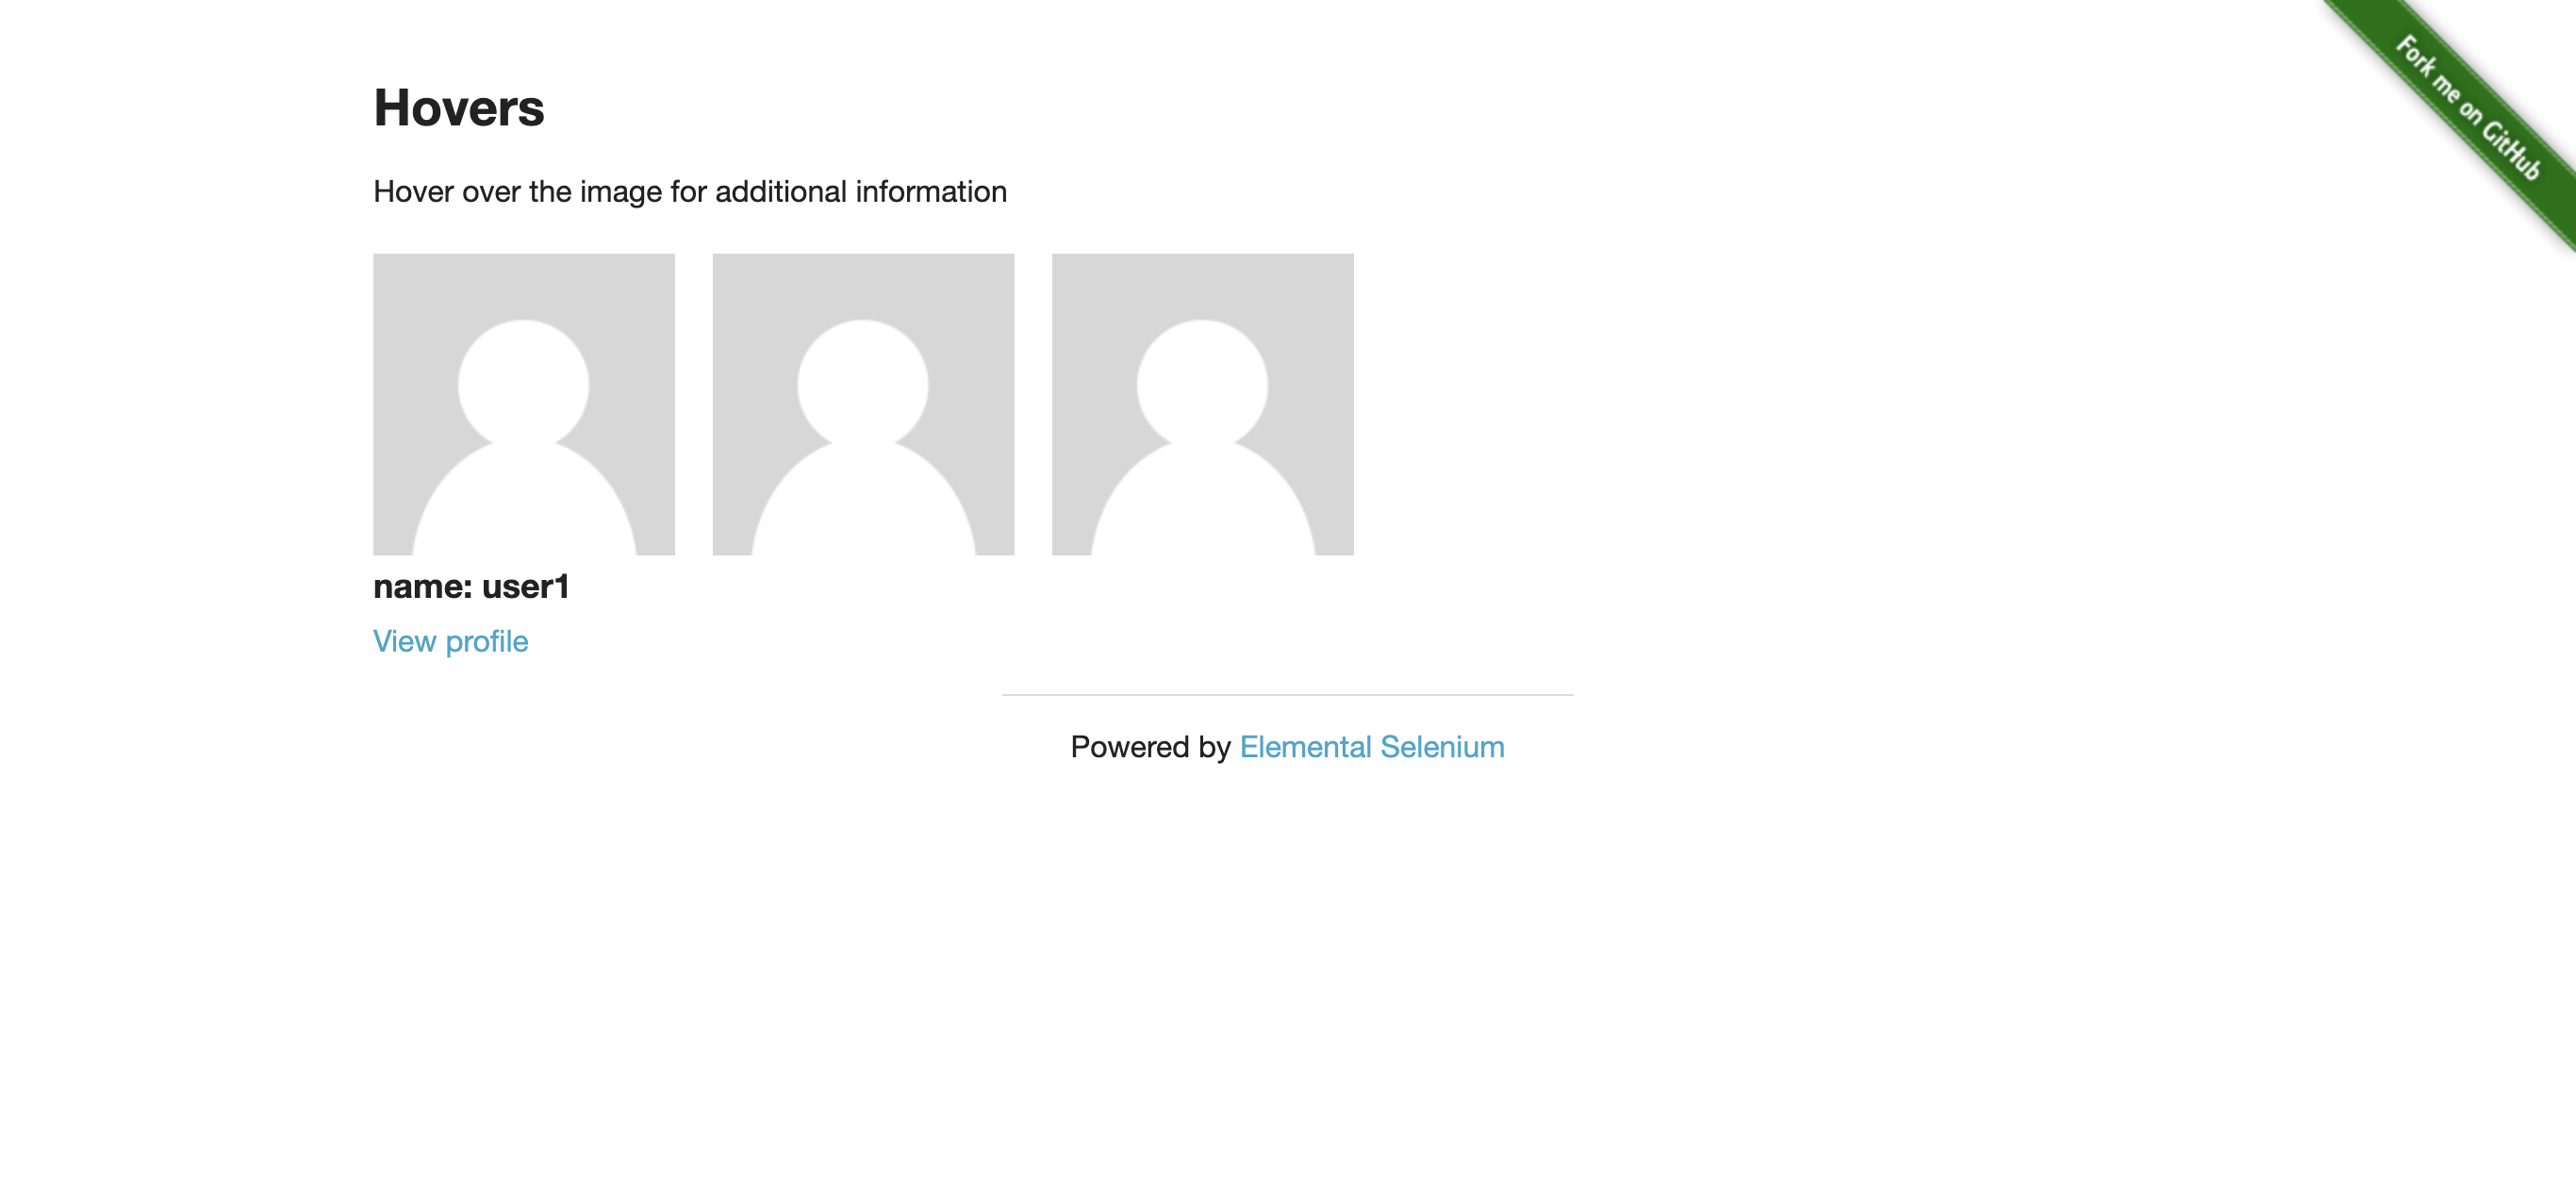 Fork me on GitHub
Hovers
Hover over the image for additional information
name: user1
View profile
Powered by Elemental Selenium